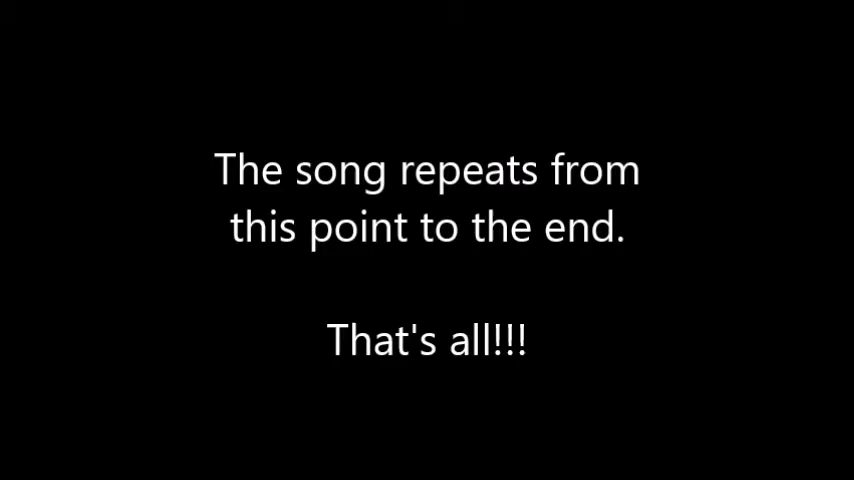 The song repeats from
this point to the end.
That's all!!!